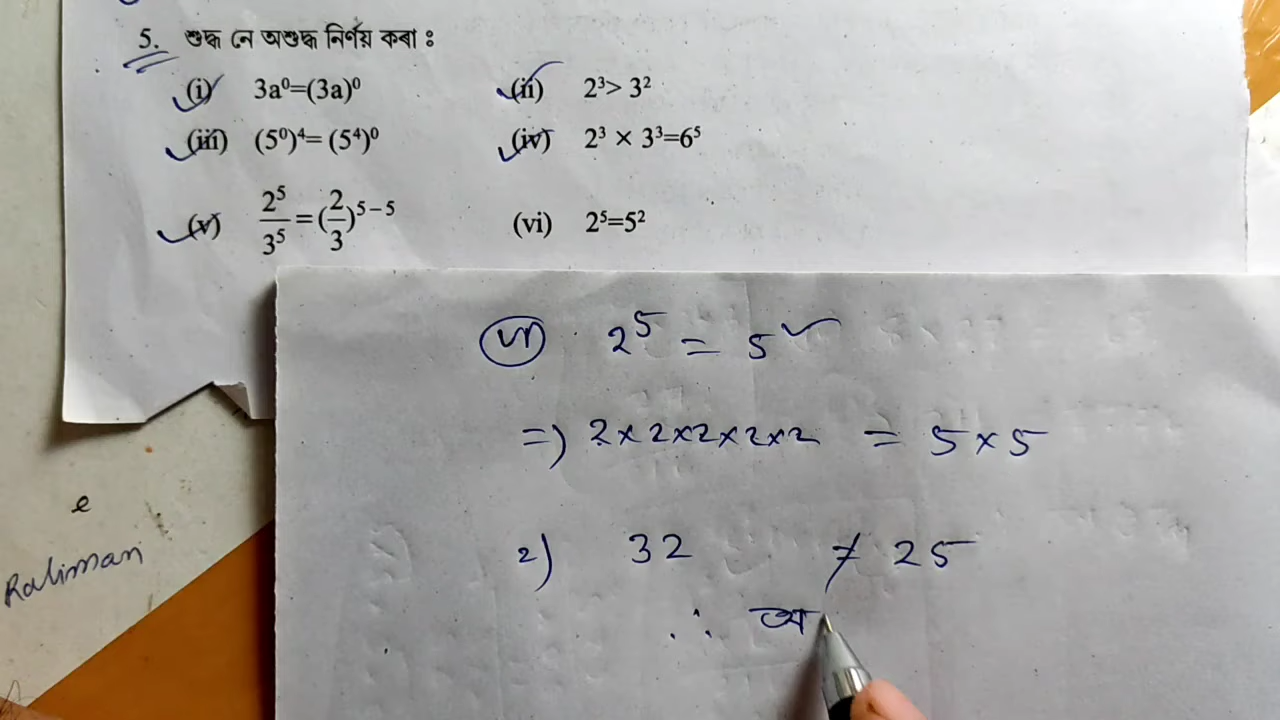 5. শুদ্ধ নে অশুদ্ধ নিৰ্ণয় কৰা ঃ
(i) 3a⁰=(3a)⁰ (ii) 2³> 3²
(iii) (5⁰)⁴= (5⁴)⁰ (iv) 2³ × 3³=6⁵
(v) 2⁵/3⁵ = (2/3)⁵⁻⁵ (vi) 2⁵=5²
(vi) 2⁵ = 5²
=) 2×2×2×2×2 = 5×5
2) 32 ≠ 25
∴ অ
e
Raliman